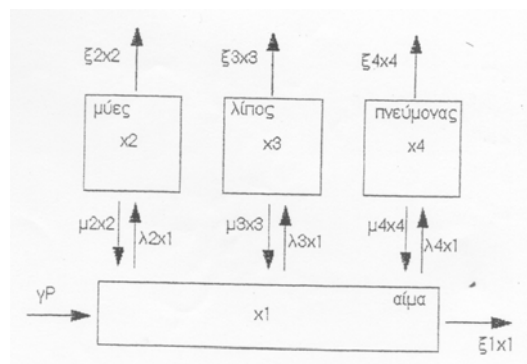 ξ2x2 ξ3x3 ξ4x4
μύες λίπος πνεύμονας
x2 x3 x4
μ2x2 λ2x1 μ3x3 λ3x1 μ4x4 λ4x1
γP αίμα
x1
ξ1x1